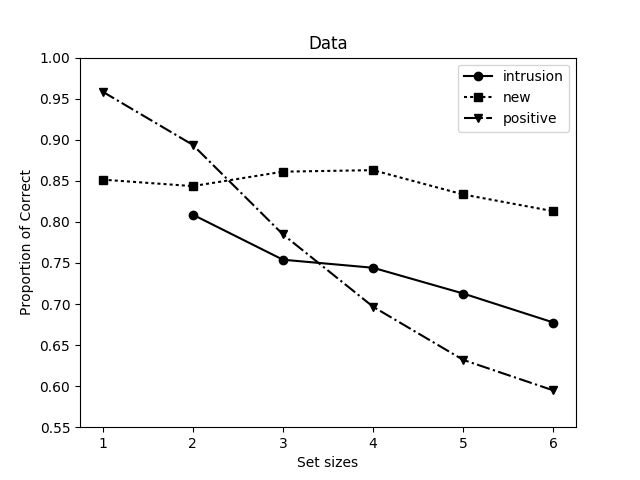 Data
1.00
0.95
0.90
0.85
0.80
0.75
0.70
0.65
0.60
0.55
Proportion of Correct
intrusion
new
positive
1 2 3 4 5 6
Set sizes